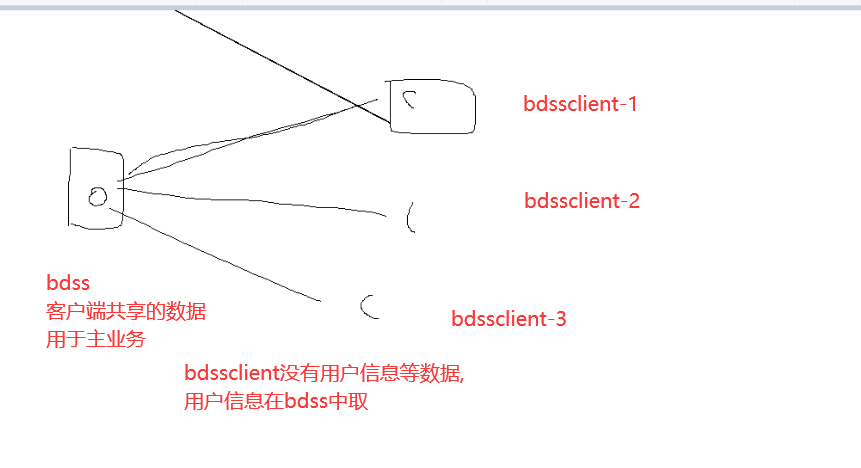 bdssclient-1
bdssclient-2
bdss
客户端共享的数据
用于主业务
bdssclient-3
bdssclient没有用户信息等数据,
用户信息在bdss中取